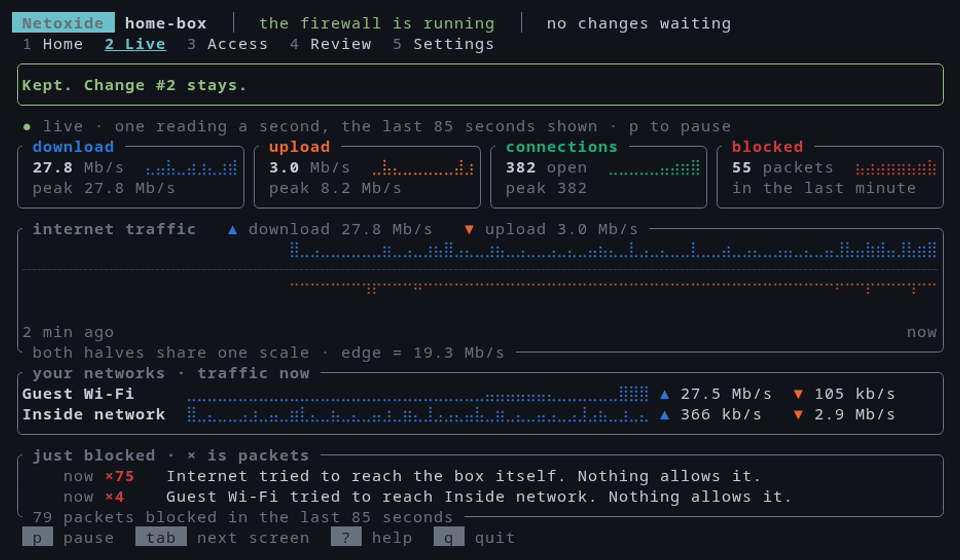 Netoxide home-box │ the firewall is running │ no changes waiting
1 Home 2 Live 3 Access 4 Review 5 Settings
Kept. Change #2 stays.
● live · one reading a second, the last 85 seconds shown · p to pause
download upload connections blocked
27.8 Mb/s 3.0 Mb/s 382 open 55 packets
peak 27.8 Mb/s peak 8.2 Mb/s peak 382 in the last minute
internet traffic ▲ download 27.8 Mb/s ▼ upload 3.0 Mb/s
2 min ago now
both halves share one scale · edge = 19.3 Mb/s
your networks · traffic now
Guest Wi-Fi ▲ 27.5 Mb/s ▼ 105 kb/s
Inside network ▲ 366 kb/s ▼ 2.9 Mb/s
just blocked · × is packets
now ×75 Internet tried to reach the box itself. Nothing allows it.
now ×4 Guest Wi-Fi tried to reach Inside network. Nothing allows it.
79 packets blocked in the last 85 seconds
p pause tab next screen ? help q quit